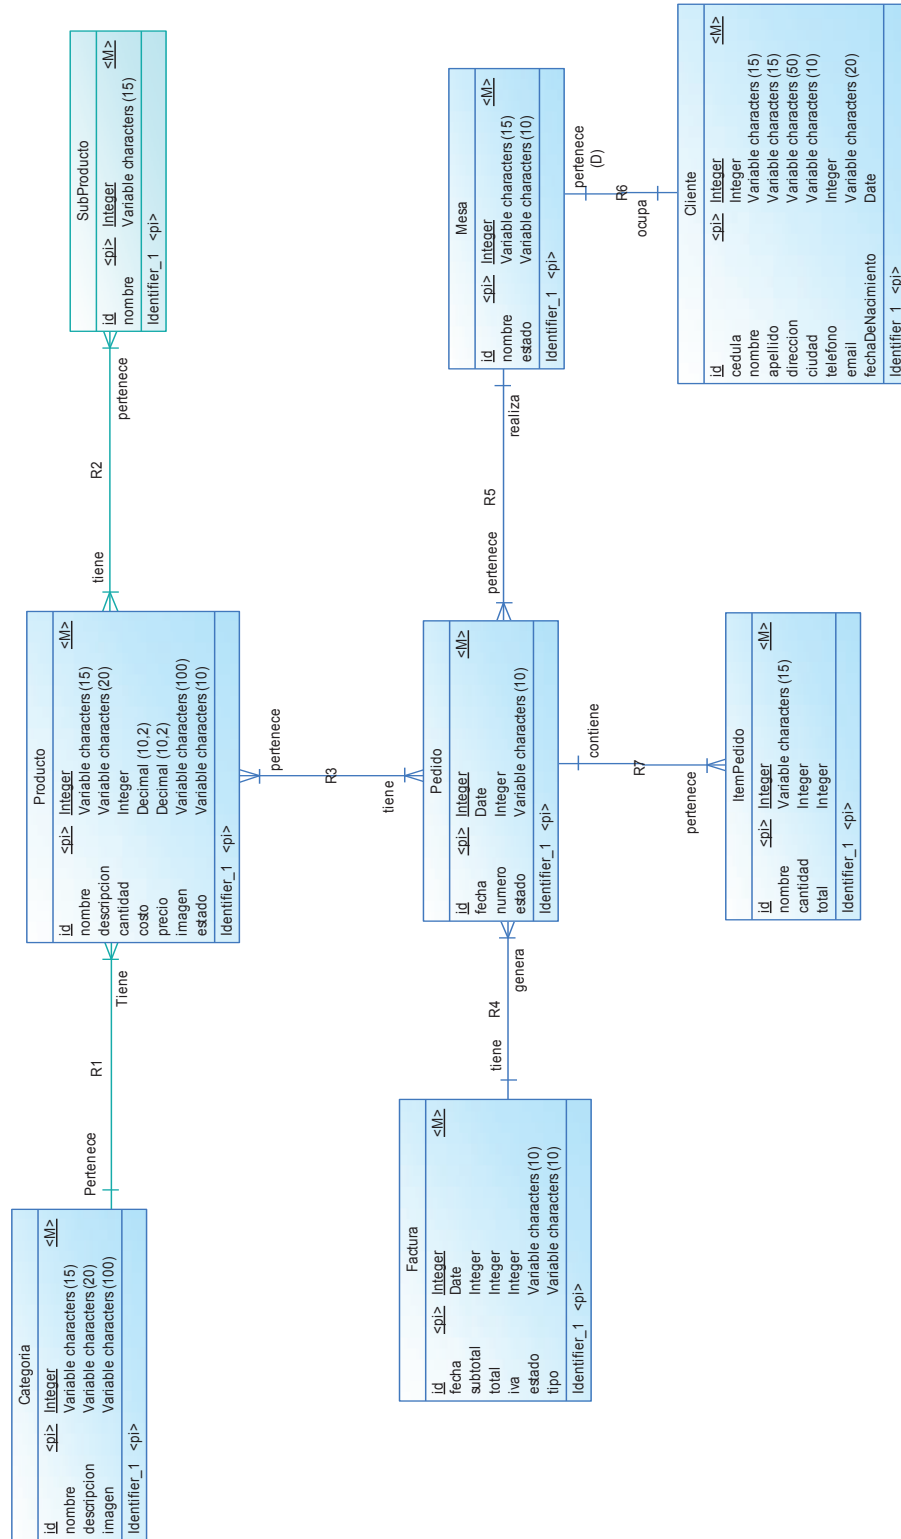 Categoria
id <pi> Integer <M>
nombre Variable characters (15)
descripcion Variable characters (20)
imagen Variable characters (100)
Identifier_1 <pi>
Pertenece
R1
Tiene
Producto
id <pi> Integer <M>
nombre Variable characters (15)
descripcion Variable characters (20)
cantidad Integer
costo Decimal (10,2)
precio Decimal (10,2)
imagen Variable characters (100)
estado Variable characters (10)
Identifier_1 <pi>
tiene
R2
pertenece
SubProducto
id <pi> Integer <M>
nombre Variable characters (15)
Identifier_1 <pi>
pertenece
R3
tiene
Factura
id <pi> Integer <M>
fecha Date
subtotal Integer
total Integer
iva Integer
estado Variable characters (10)
tipo Variable characters (10)
Identifier_1 <pi>
tiene
R4
genera
Pedido
id <pi> Integer <M>
fecha Date
numero Integer
estado Variable characters (10)
Identifier_1 <pi>
pertenece
R5
realiza
Mesa
id <pi> Integer <M>
nombre Variable characters (15)
estado Variable characters (10)
Identifier_1 <pi>
contiene
R7
pertenece
pertenece
(D)
R6
ocupa
ItemPedido
id <pi> Integer <M>
nombre Variable characters (15)
cantidad Integer
total Integer
Identifier_1 <pi>
Cliente
id <pi> Integer <M>
cedula Integer
nombre Variable characters (15)
apellido Variable characters (15)
direccion Variable characters (50)
ciudad Variable characters (10)
telefono Integer
email Variable characters (20)
fechaDeNacimiento Date
Identifier_1 <pi>